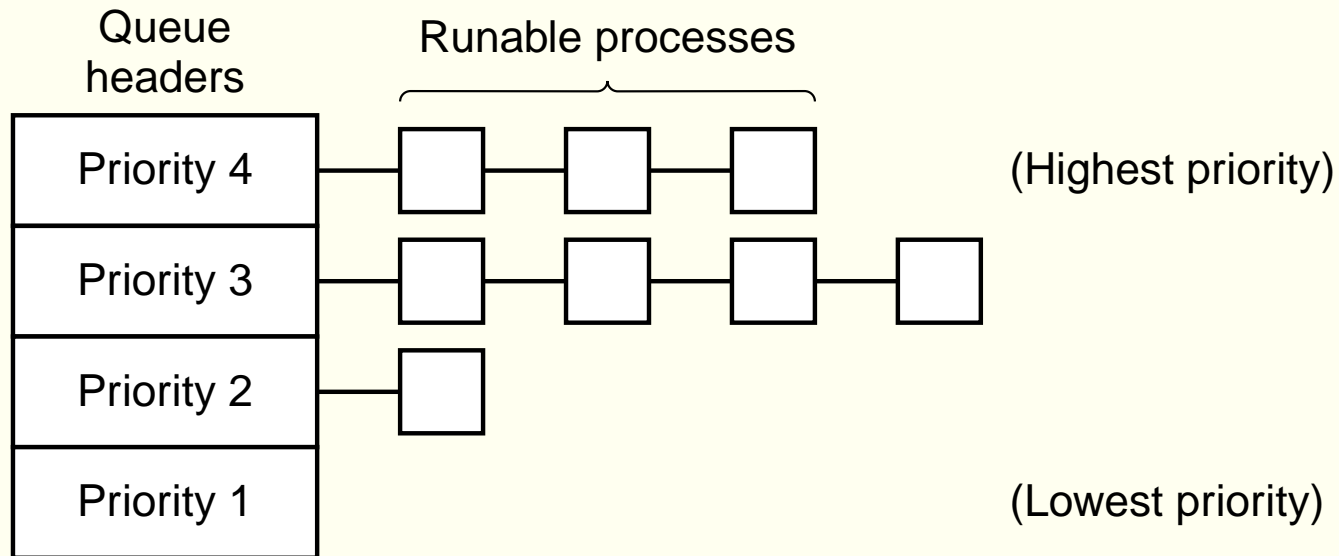 Queue
headers
Runable processes
Priority 4
(Highest priority)
Priority 3
Priority 2
Priority 1
(Lowest priority)